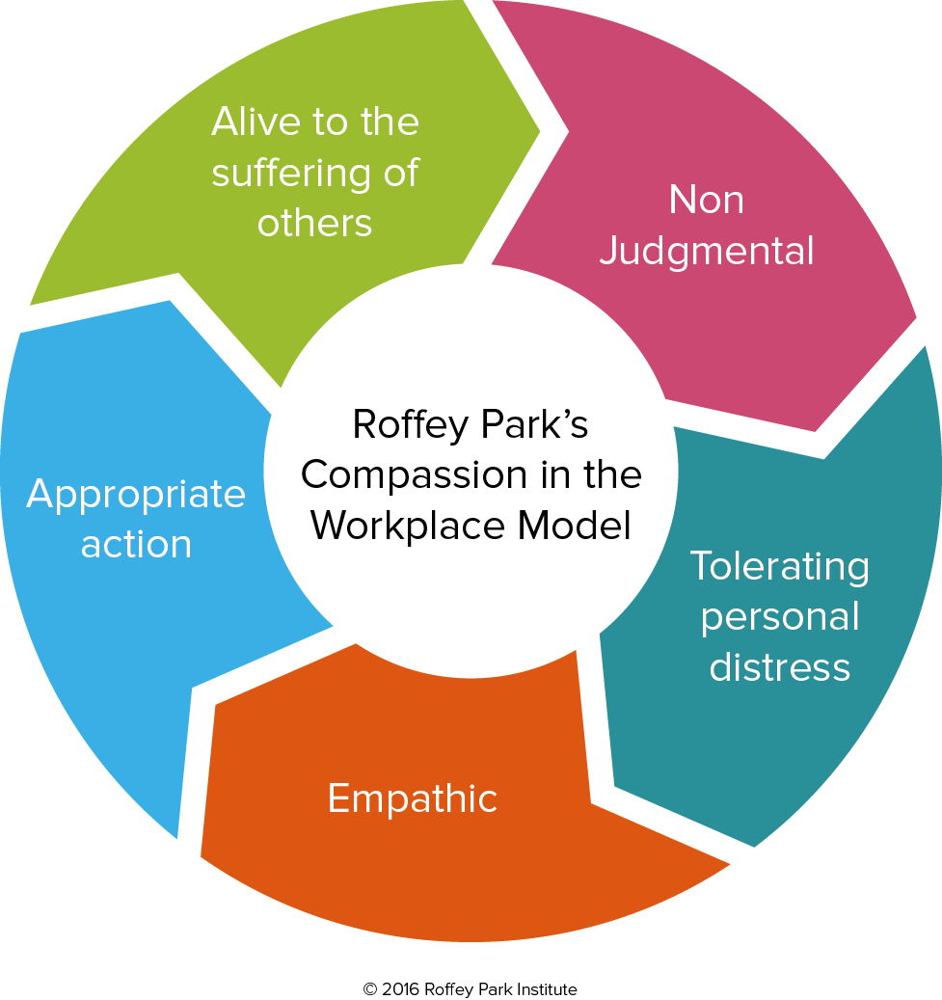 Alive to the
suffering of
others
Non
Judgmental
Tolerating
personal
distress
Empathic
Appropriate
action
Roffey Park’s
Compassion in the
Workplace Model
© 2016 Roffey Park Institute